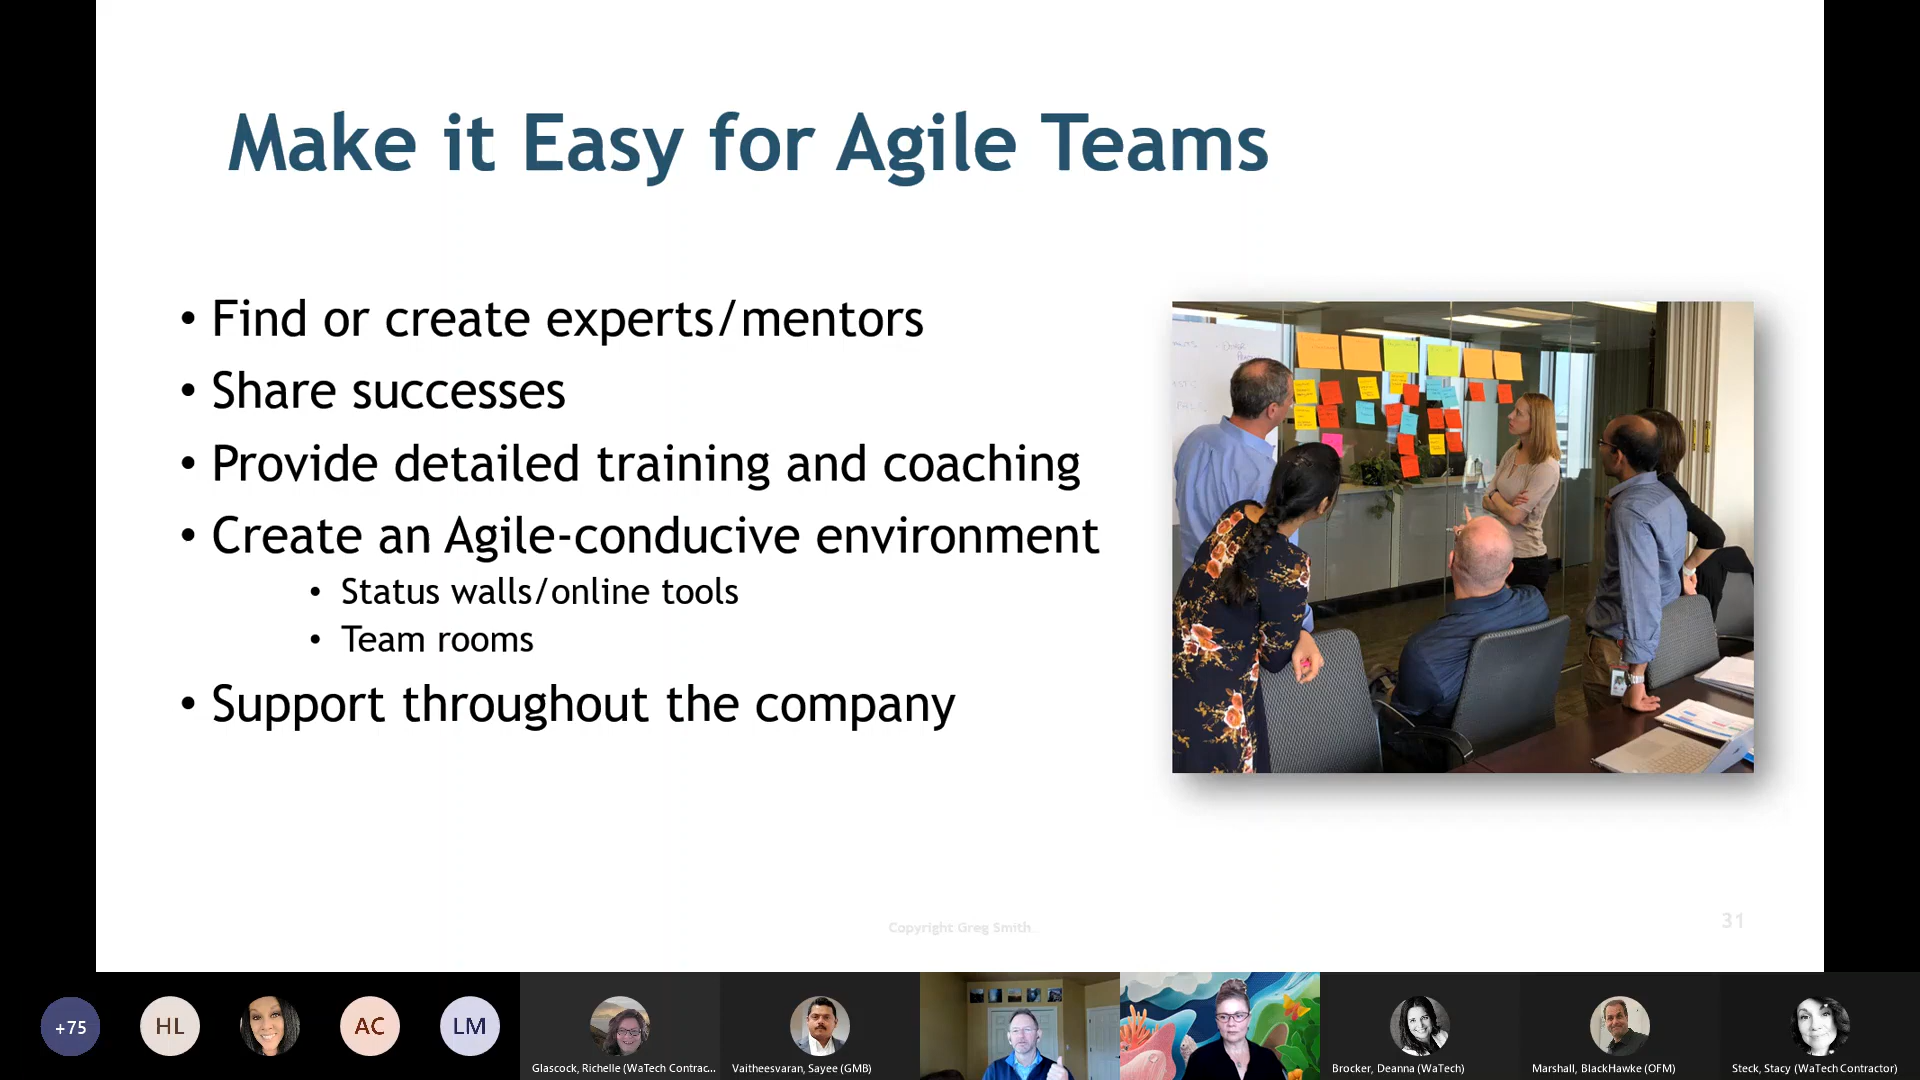 Make it Easy for Agile Teams
• Find or create experts/mentors
• Share successes
• Provide detailed training and coaching
• Create an Agile-conducive environment
• Status walls/online tools
• Team rooms
• Support throughout the company
Copyright Greg Smith
31
+75
HL
AC
LM
Glascock, Richelle (WaTech Contrac...
Vaitheesvaran, Sayee (GMB)
Brocker, Deanna (WaTech)
Marshall, BlackHawke (OFM)
Steck, Stacy (WaTech Contractor)